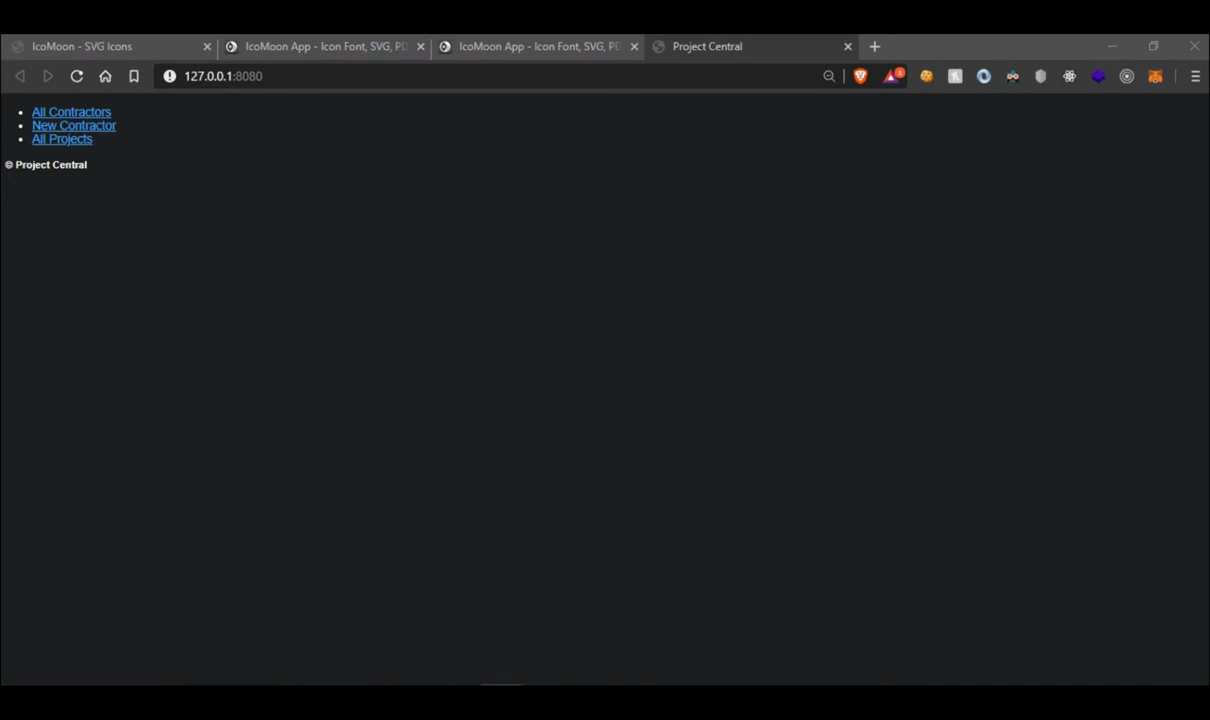 IcoMoon - SVG Icons
IcoMoon App - Icon Font, SVG, PD
IcoMoon App - Icon Font, SVG, PD
Project Central
127.0.0.1:8080
All Contractors
New Contractor
All Projects
© Project Central